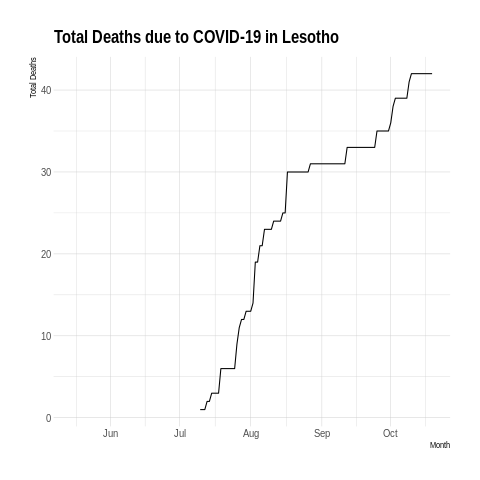 Total Deaths due to COVID-19 in Lesotho
Total Deaths
40
30
20
10
0
Jun Jul Aug Sep Oct
Month